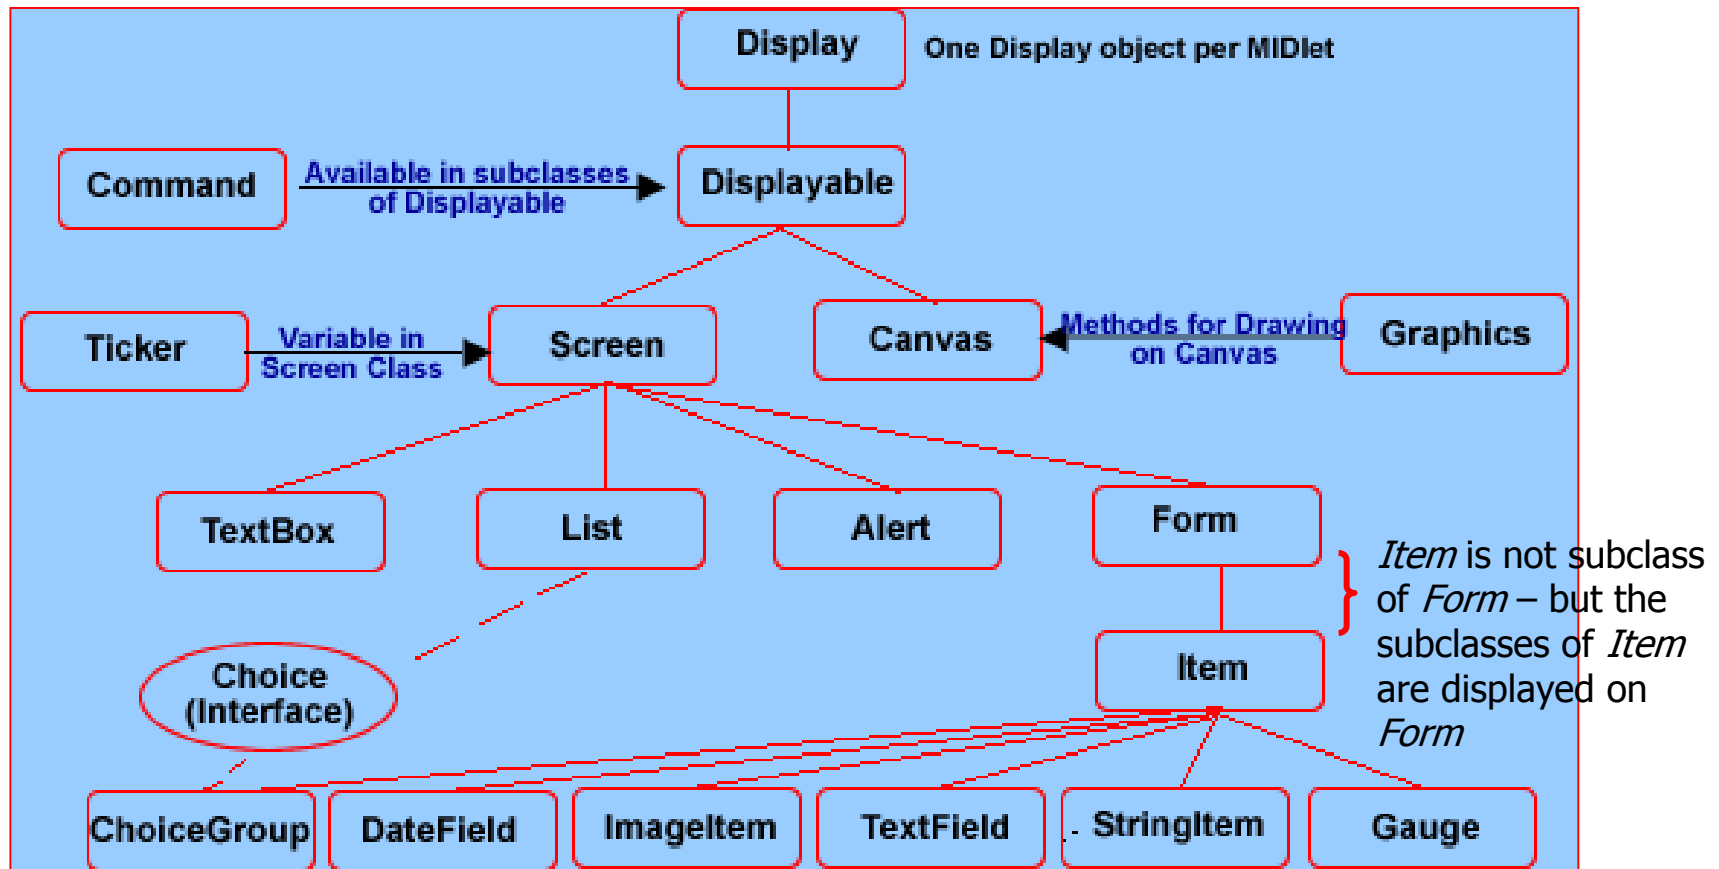 Display
One Display object per MIDlet
Command
Available in subclasses
of Displayable
Displayable
Ticker
Variable in
Screen Class
Screen
Canvas
Methods for Drawing
on Canvas
Graphics
TextBox
List
Alert
Form
Item is not subclass
of Form – but the
subclasses of Item
are displayed on
Form
Choice
(Interface)
Item
ChoiceGroup
DateField
ImageItem
TextField
StringItem
Gauge